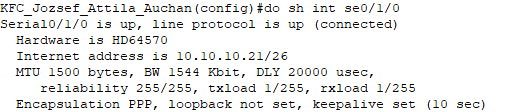 KFC_Jozsef_Attila_Auchan(config)#do sh int se0/1/0
Serial0/1/0 is up, line protocol is up (connected)
Hardware is HD64570
Internet address is 10.10.10.21/26
MTU 1500 bytes, BW 1544 Kbit, DLY 20000 usec,
reliability 255/255, txload 1/255, rxload 1/255
Encapsulation PPP, loopback not set, keepalive set (10 sec)